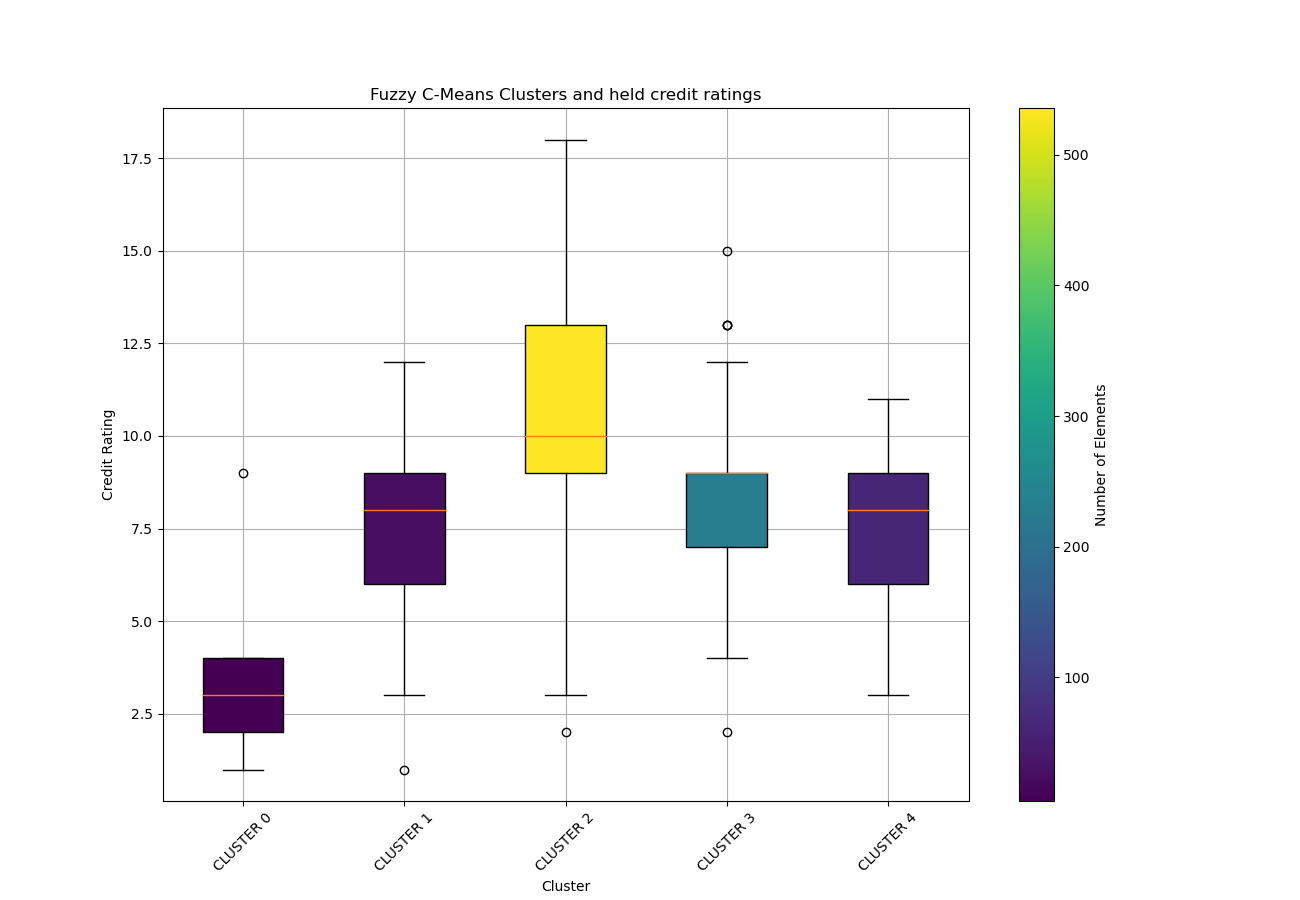 Fuzzy C-Means Clusters and held credit ratings
17.5
15.0
12.5
10.0
7.5
5.0
2.5
Credit Rating
CLUSTER 0
CLUSTER 1
CLUSTER 2
CLUSTER 3
CLUSTER 4
Cluster
500
400
300
200
100
Number of Elements